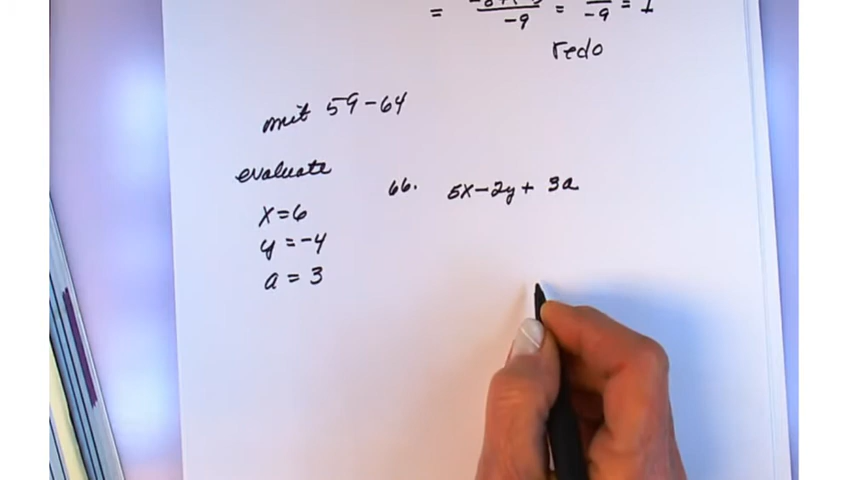 = = -9 = -9 = 1
redo
omit 59-64
evaluate
66. 5x-2y+ 3a
x=6
y=-4
a=3